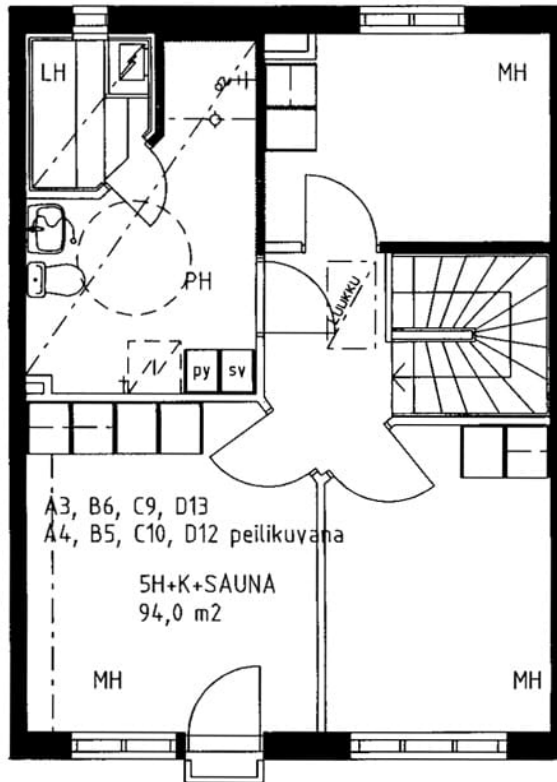 LH
MH
PH
LUUKKU
py sv
A3, B6, C9, D13
A4, B5, C10, D12 peilikuvana
5H+K+SAUNA
94,0 m2
MH
MH